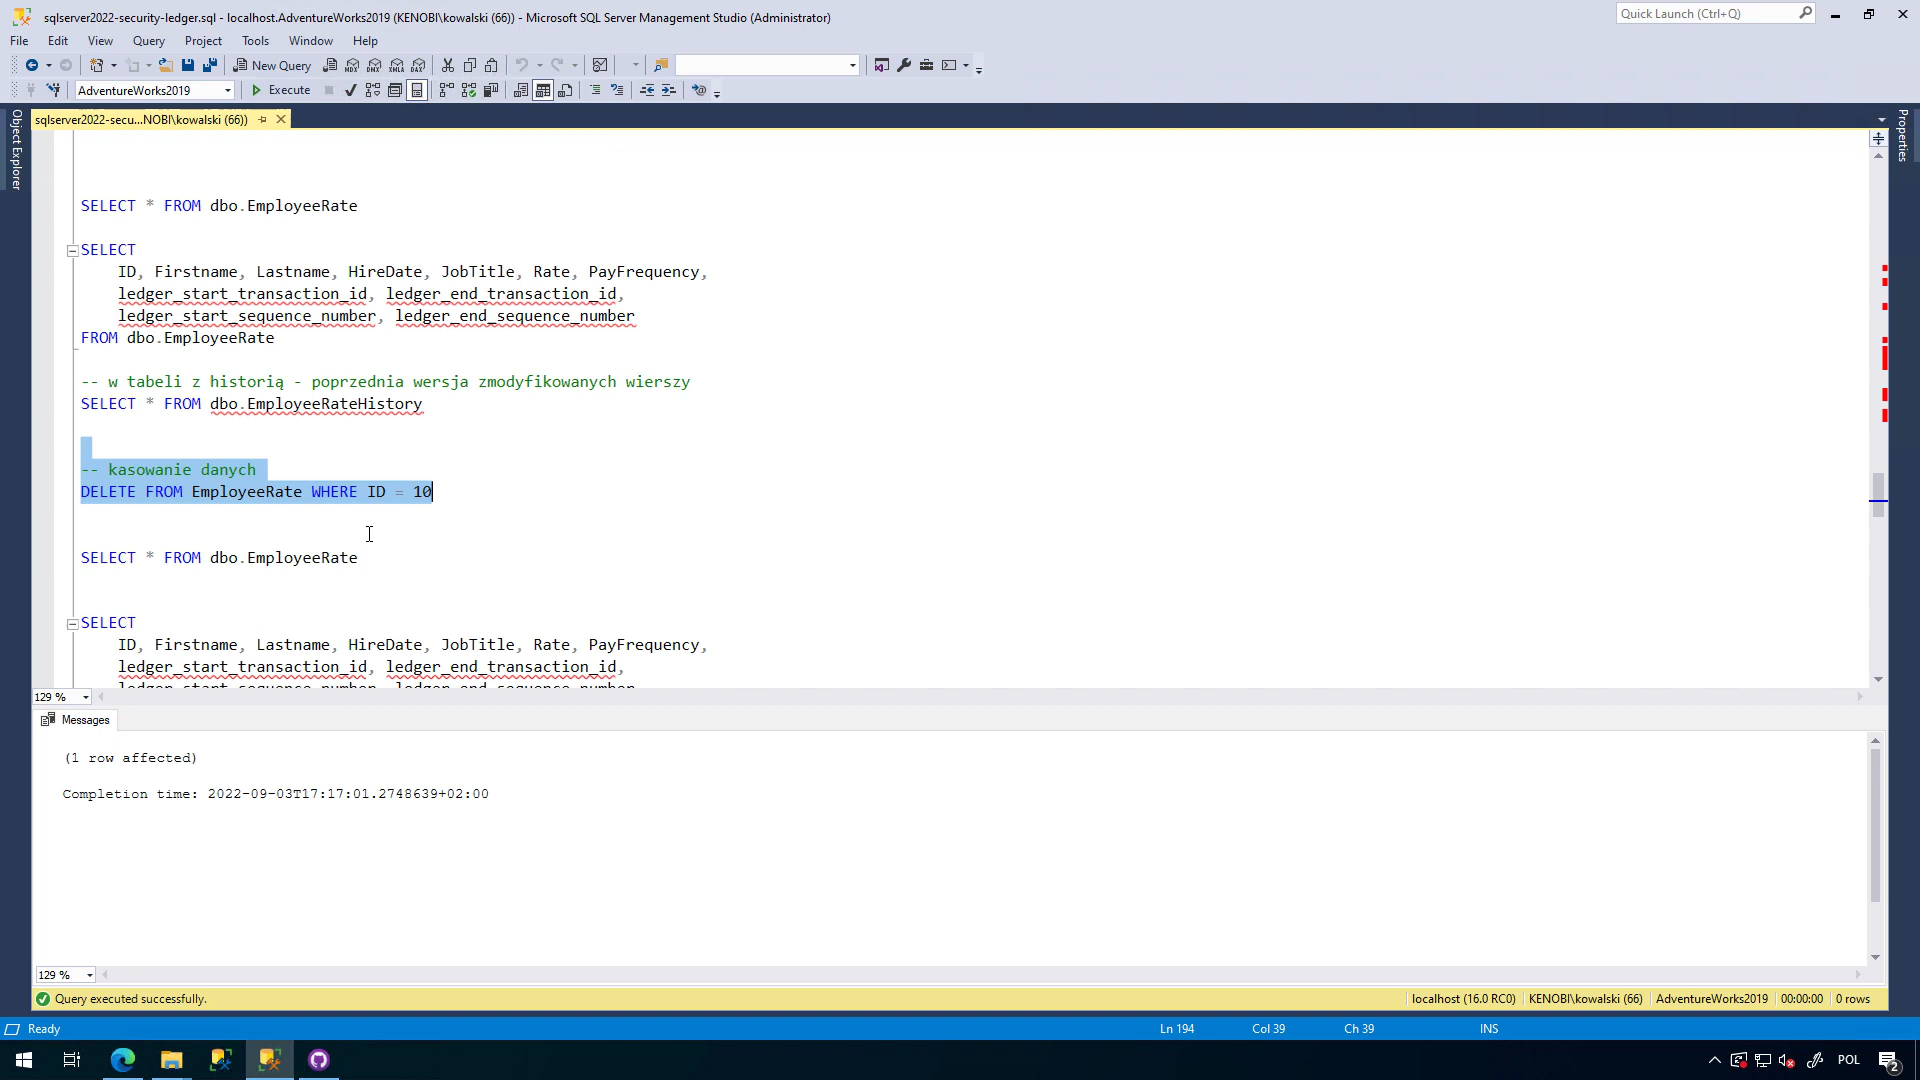 sqlserver2022-security-ledger.sql - localhost.AdventureWorks2019 (KENOBI\kowalski (66)) - Microsoft SQL Server Management Studio (Administrator)
Quick Launch (Ctrl+Q)
File Edit View Query Project Tools Window Help
New Query
AdventureWorks2019 Execute
sqlserver2022-secu...NOBI\kowalski (66))
Object Explorer
Properties
SELECT * FROM dbo.EmployeeRate
SELECT
ID, Firstname, Lastname, HireDate, JobTitle, Rate, PayFrequency,
ledger_start_transaction_id, ledger_end_transaction_id,
ledger_start_sequence_number, ledger_end_sequence_number
FROM dbo.EmployeeRate
-- w tabeli z historią - poprzednia wersja zmodyfikowanych wierszy
SELECT * FROM dbo.EmployeeRateHistory
-- kasowanie danych
DELETE FROM EmployeeRate WHERE ID = 10
SELECT * FROM dbo.EmployeeRate
SELECT
ID, Firstname, Lastname, HireDate, JobTitle, Rate, PayFrequency,
ledger_start_transaction_id, ledger_end_transaction_id,
ledger_start_sequence_number, ledger_end_sequence_number
129 %
Messages
(1 row affected)
Completion time: 2022-09-03T17:17:01.2748639+02:00
129 %
Query executed successfully. localhost (16.0 RC0) KENOBI\kowalski (66) AdventureWorks2019 00:00:00 0 rows
Ready Ln 194 Col 39 Ch 39 INS
POL 2